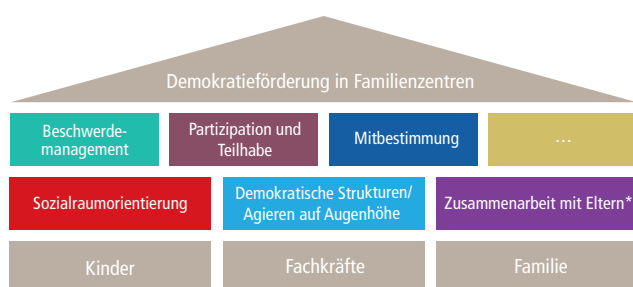 Demokratieförderung in Familienzentren
Beschwerde-
management
Partizipation und
Teilhabe
Mitbestimmung
...
Sozialraumorientierung
Demokratische Strukturen/
Agieren auf Augenhöhe
Zusammenarbeit mit Eltern*
Kinder
Fachkräfte
Familie